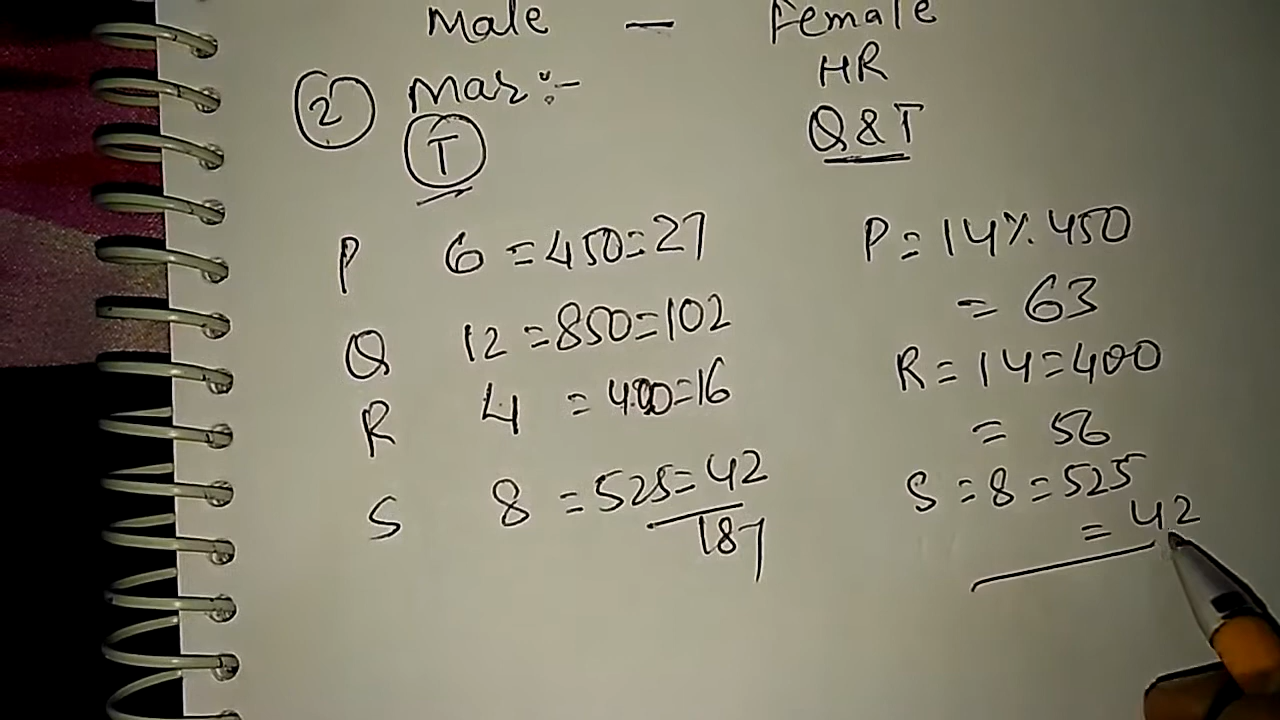 Male — Female
HR
② Mar:-
Q&T
T
P 6 = 450 = 27
Q 12 = 850 = 102
R 4 = 400 = 16
S 8 = 525 = 42
187
P = 14% 450
= 63
R = 14 = 400
= 56
S = 8 = 525
= 42